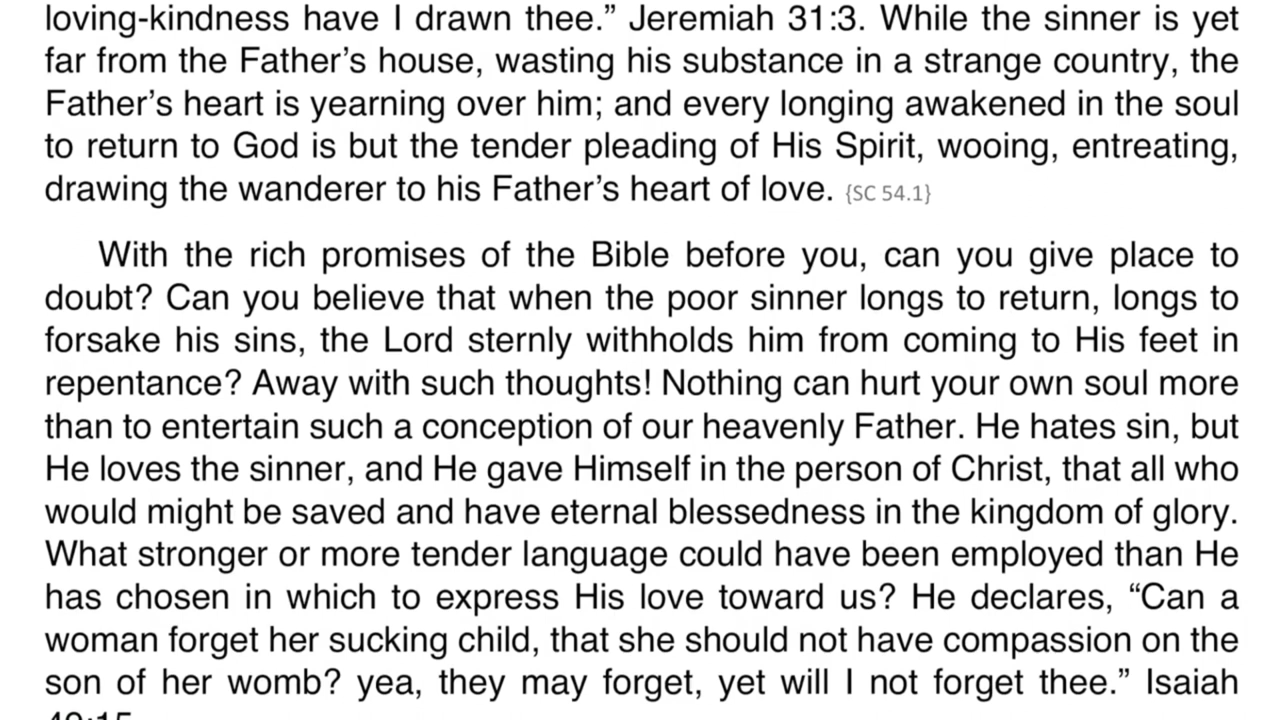 loving-kindness have I drawn thee.” Jeremiah 31:3. While the sinner is yet
far from the Father’s house, wasting his substance in a strange country, the
Father’s heart is yearning over him; and every longing awakened in the soul
to return to God is but the tender pleading of His Spirit, wooing, entreating,
drawing the wanderer to his Father’s heart of love. {SC 54.1}
With the rich promises of the Bible before you, can you give place to
doubt? Can you believe that when the poor sinner longs to return, longs to
forsake his sins, the Lord sternly withholds him from coming to His feet in
repentance? Away with such thoughts! Nothing can hurt your own soul more
than to entertain such a conception of our heavenly Father. He hates sin, but
He loves the sinner, and He gave Himself in the person of Christ, that all who
would might be saved and have eternal blessedness in the kingdom of glory.
What stronger or more tender language could have been employed than He
has chosen in which to express His love toward us? He declares, “Can a
woman forget her sucking child, that she should not have compassion on the
son of her womb? yea, they may forget, yet will I not forget thee.” Isaiah
49:15